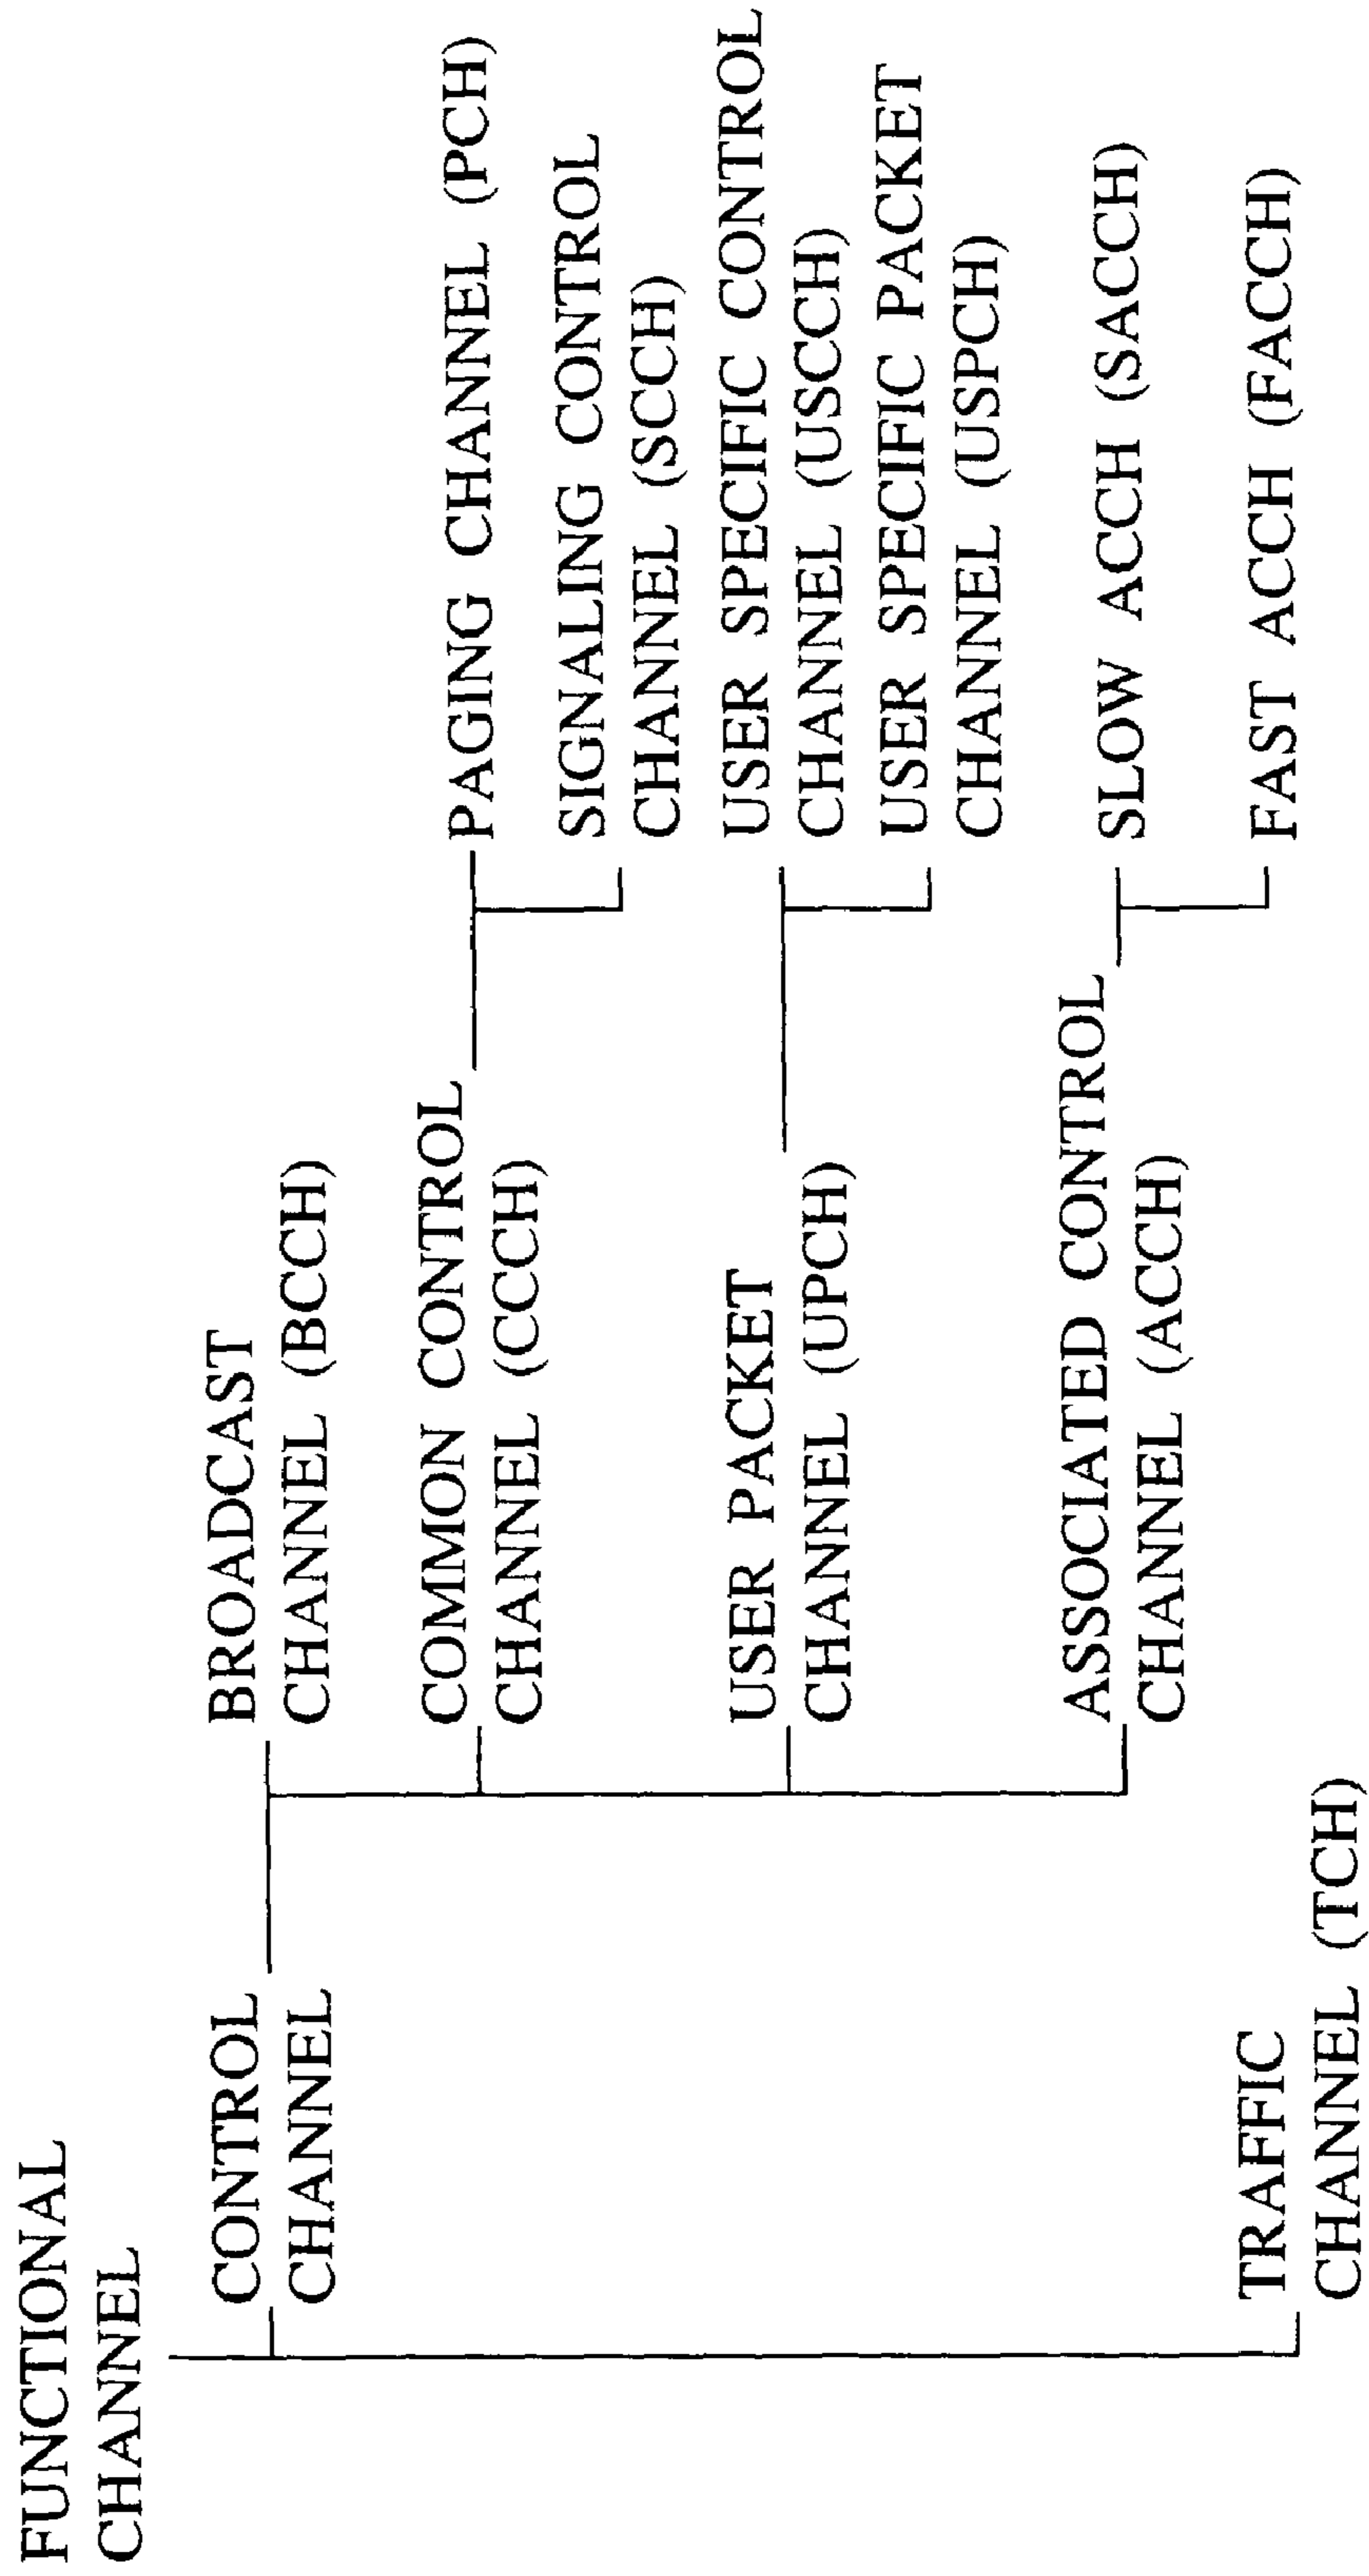 FUNCTIONAL
CHANNEL
CONTROL
CHANNEL
BROADCAST
CHANNEL (BCCH)
COMMON CONTROL
CHANNEL (CCCH)
PAGING CHANNEL (PCH)
SIGNALING CONTROL
CHANNEL (SCCH)
USER PACKET
CHANNEL (UPCH)
USER SPECIFIC CONTROL
CHANNEL (USCCH)
USER SPECIFIC PACKET
CHANNEL (USPCH)
ASSOCIATED CONTROL
CHANNEL (ACCH)
SLOW ACCH (SACCH)
FAST ACCH (FACCH)
TRAFFIC
CHANNEL (TCH)